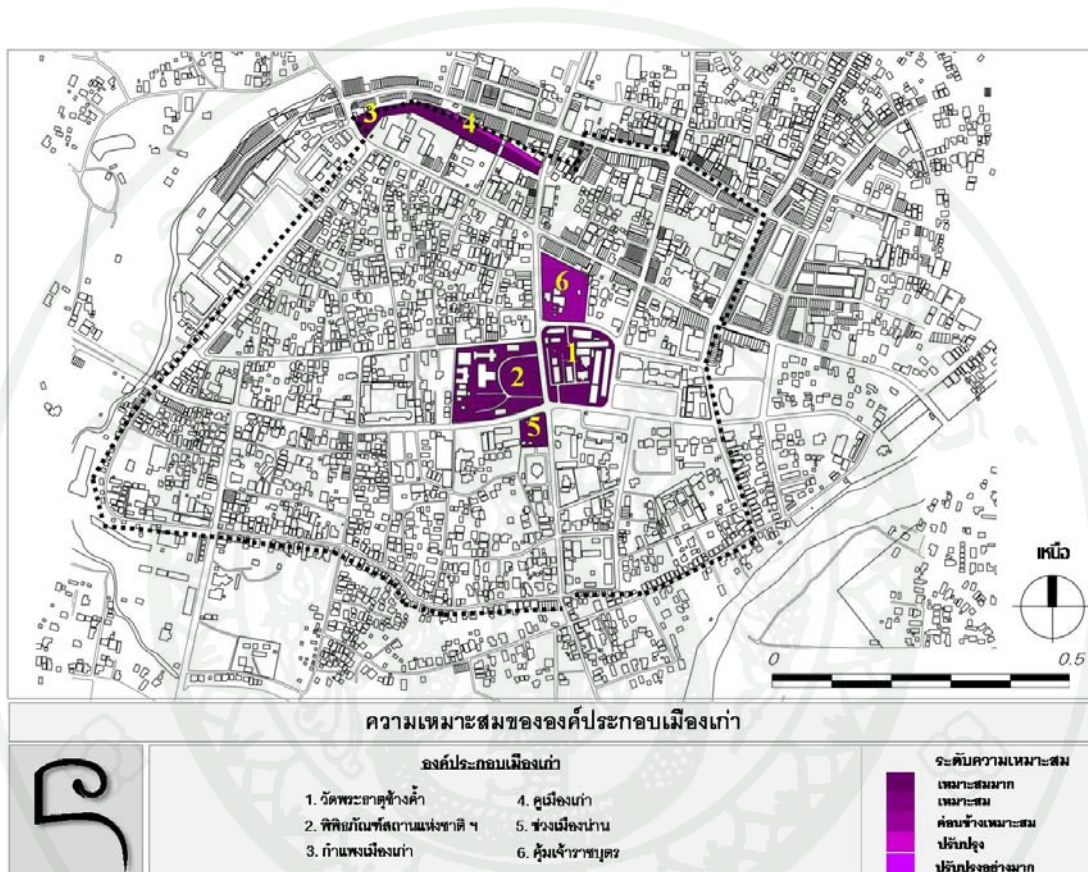 3
4
6
1
2
5
เหนือ
0 0.5
ความเหมาะสมขององค์ประกอบเมืองเก่า
องค์ประกอบเมืองเก่า
1. วัดพระธาตุช้างค้ำ
2. พิพิธภัณฑ์สถานแห่งชาติ ฯ
3. กำแพงเมืองเก่า
4. คูเมืองเก่า
5. ข่วงเมืองน่าน
6. คุ้มเจ้าราชบุตร
ระดับความเหมาะสม
เหมาะสมมาก
เหมาะสม
ค่อนข้างเหมาะสม
ปรับปรุง
ปรับปรุงอย่างมาก